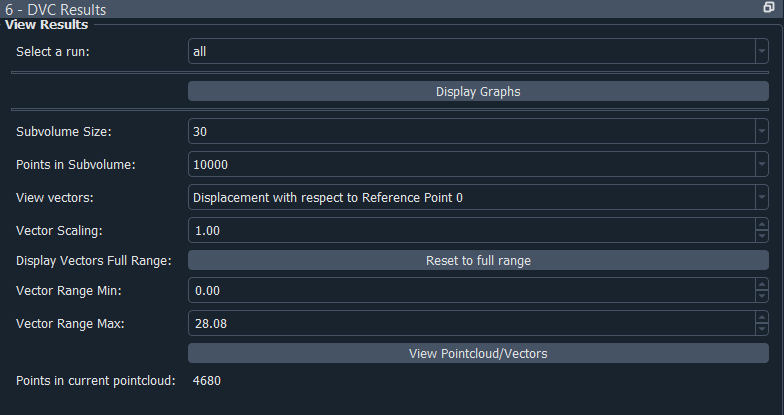 6 - DVC Results
View Results
Select a run: all
Display Graphs
Subvolume Size: 30
Points in Subvolume: 10000
View vectors: Displacement with respect to Reference Point 0
Vector Scaling: 1.00
Display Vectors Full Range: Reset to full range
Vector Range Min: 0.00
Vector Range Max: 28.08
View Pointcloud/Vectors
Points in current pointcloud: 4680